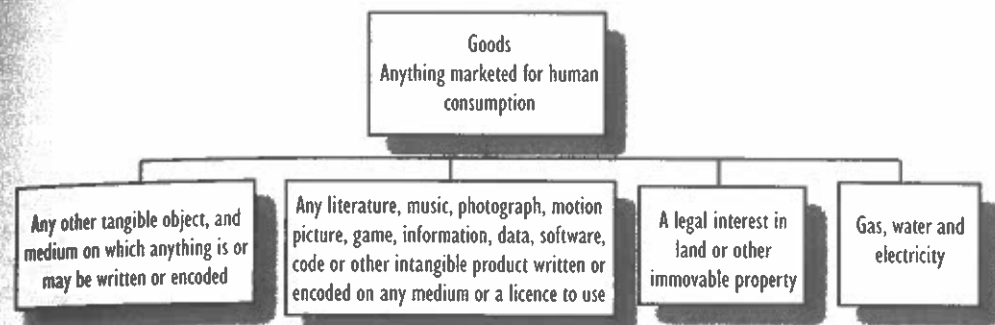 Goods
Anything marketed for human
consumption
Any other tangible object, and
medium on which anything is or
may be written or encoded
Any literature, music, photograph, motion
picture, game, information, data, software,
code or other intangible product written or
encoded on any medium or a licence to use
A legal interest in
land or other
immovable property
Gas, water and
electricity